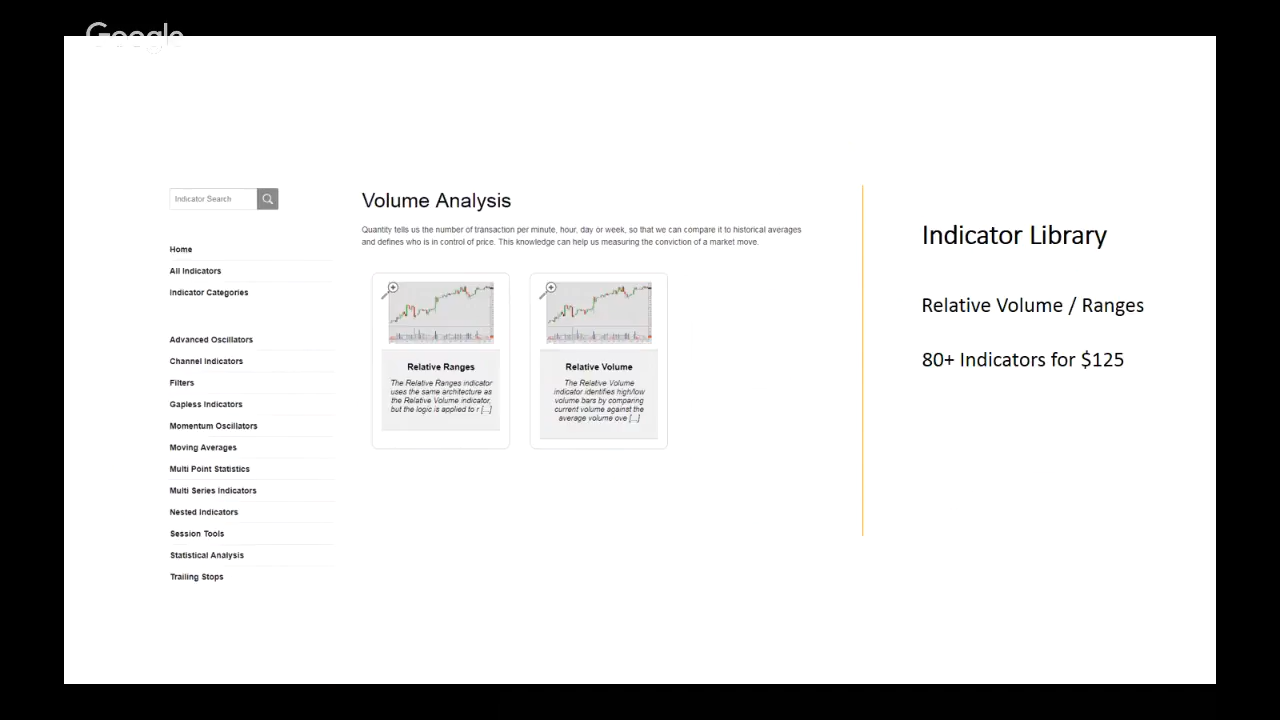 Google
Indicator Search
Home
All Indicators
Indicator Categories
Advanced Oscillators
Channel Indicators
Filters
Gapless Indicators
Momentum Oscillators
Moving Averages
Multi Point Statistics
Multi Series Indicators
Nested Indicators
Session Tools
Statistical Analysis
Trailing Stops
Volume Analysis
Quantity tells us the number of transaction per minute, hour, day or week, so that we can compare it to historical averages
and defines who is in control of price. This knowledge can help us measuring the conviction of a market move.
Relative Ranges
The Relative Ranges indicator
uses the same architecture as
the Relative Volume indicator,
but the logic is applied to r [...]
Relative Volume
The Relative Volume
indicator identifies high/low
volume bars by comparing
current volume against the
average volume ove [...]
Indicator Library
Relative Volume / Ranges
80+ Indicators for $125